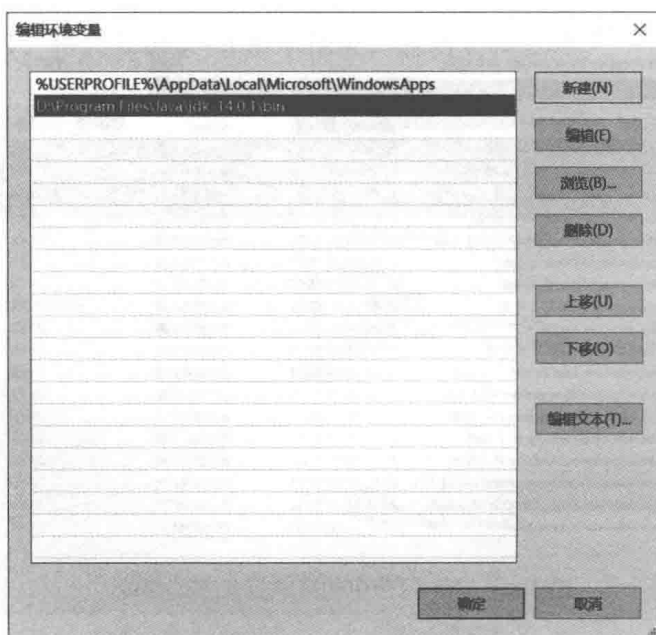 编辑环境变量
%USERPROFILE%\AppData\Local\Microsoft\WindowsApps
D:\Program Files\Java\jdk-14.0.1\bin
新建(N)
编辑(E)
浏览(B)...
删除(D)
上移(U)
下移(O)
编辑文本(T)...
确定
取消